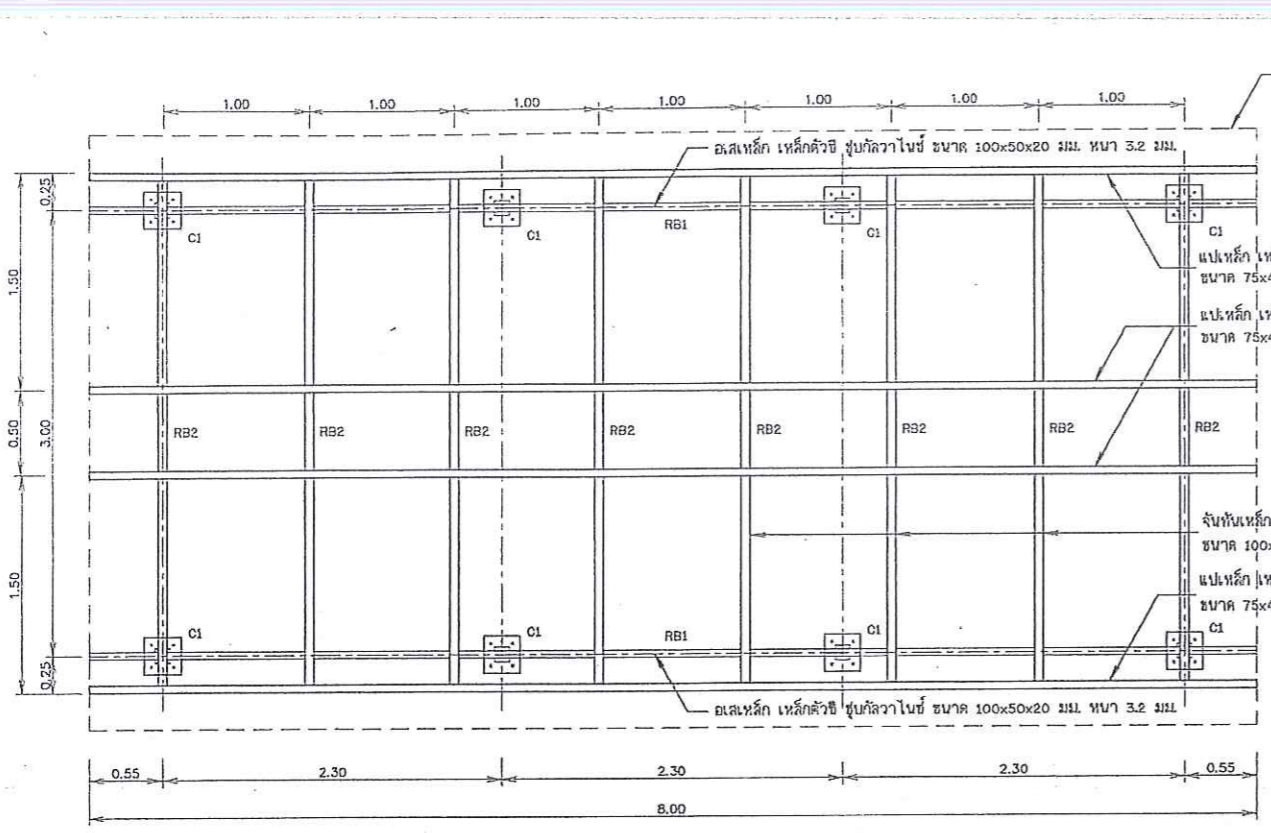 1.00 1.00 1.00 1.00 1.00 1.00 1.00
อเสเหล็ก เหล็กตัวซี ชุบกัลวาไนซ์ ขนาด 100x50x20 มม. หนา 3.2 มม.
0.25
C1 C1 C1 C1
RB1
แปเหล็ก
ขนาด 75x4
1.50
แปเหล็ก
ขนาด 75x4
0.50 3.00
RB2 RB2 RB2 RB2 RB2 RB2 RB2 RB2
จันทันเหล็ก
ขนาด 100x
1.50
แปเหล็ก
ขนาด 75x4
C1 C1 C1 C1
RB1
0.25
อเสเหล็ก เหล็กตัวซี ชุบกัลวาไนซ์ ขนาด 100x50x20 มม. หนา 3.2 มม.
0.55 2.30 2.30 2.30 0.55
8.00